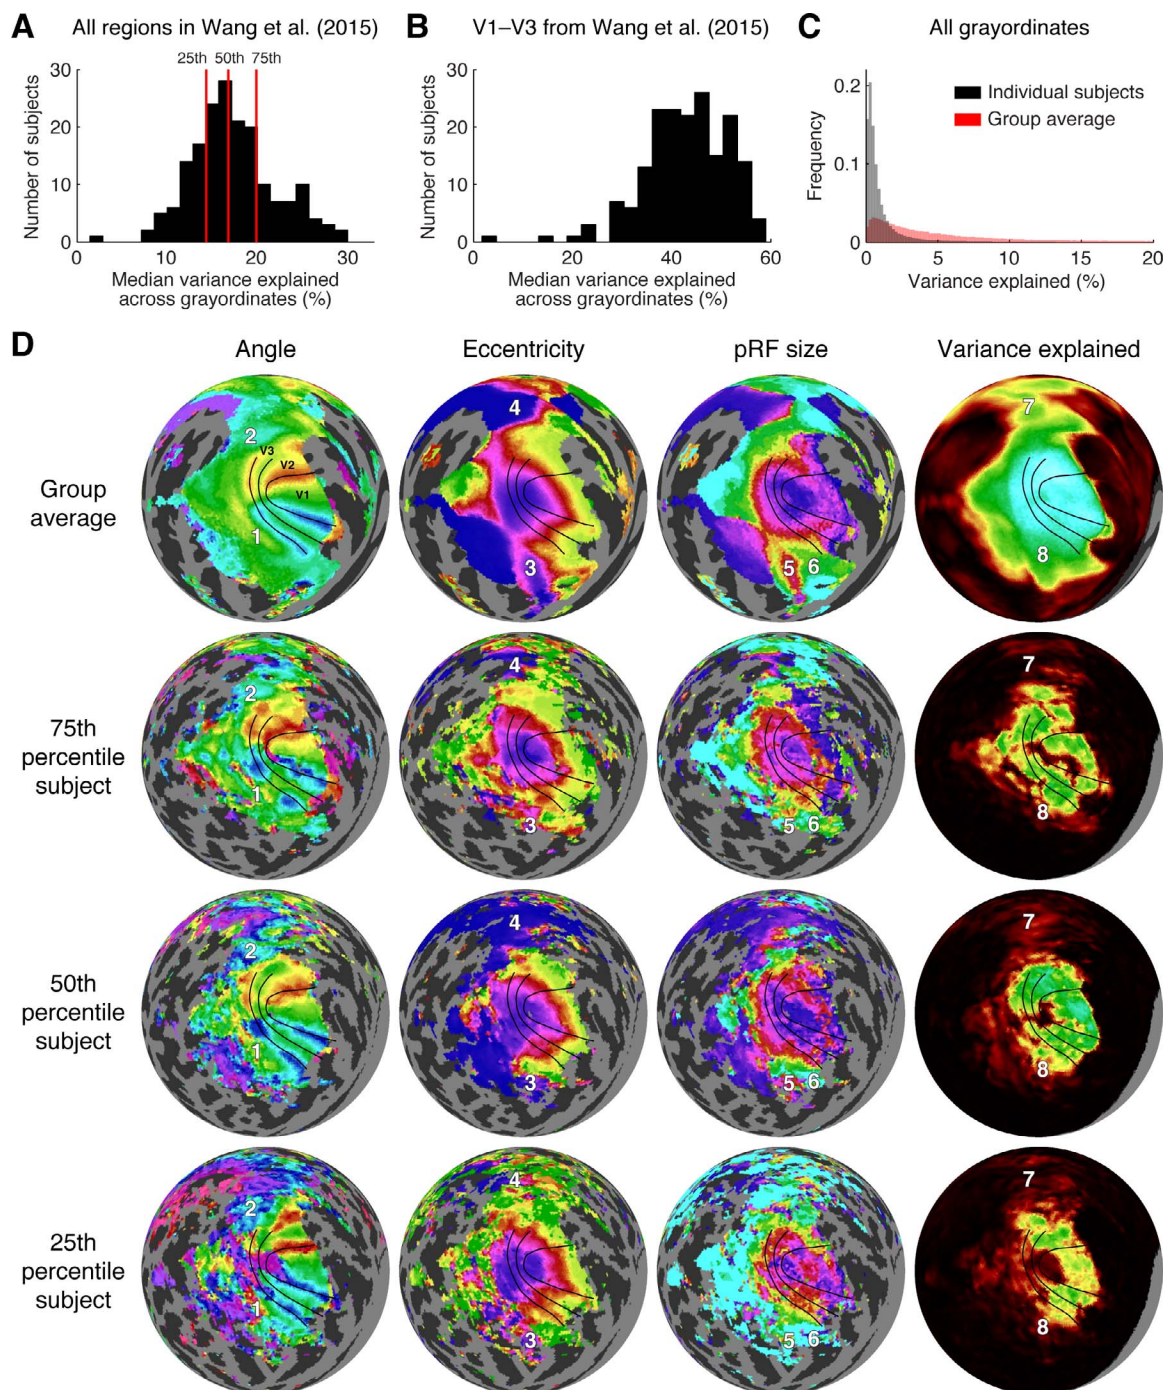 A All regions in Wang et al. (2015)
25th 50th 75th
30
20
10
0
Number of subjects
0 10 20 30
Median variance explained
across grayordinates (%)
B V1–V3 from Wang et al. (2015)
30
20
10
0
Number of subjects
0 20 40 60
Median variance explained
across grayordinates (%)
C All grayordinates
Individual subjects
Group average
0.2
0.1
0
Frequency
0 5 10 15 20
Variance explained (%)
D Angle Eccentricity pRF size Variance explained
Group
average
2 V3 V2 V1 1
4 3
5 6
7 8
75th
percentile
subject
2 1
4 3
5 6
7 8
50th
percentile
subject
2 1
4 3
5 6
7 8
25th
percentile
subject
2 1
4 3
5 6
7 8